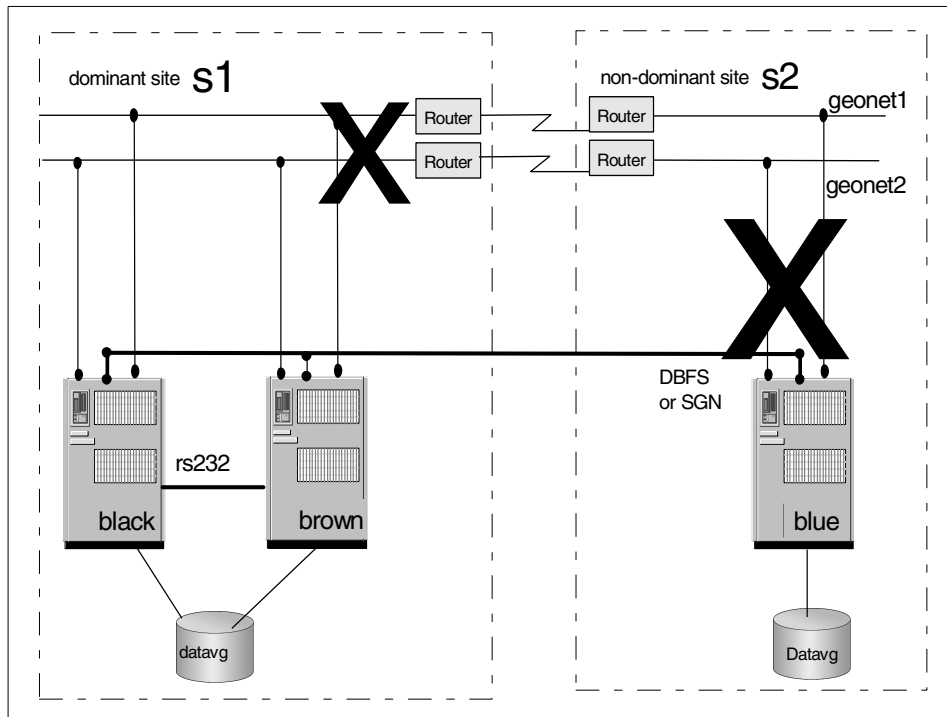 dominant site s1
non-dominant site s2
geonet1
Router
Router
Router
Router
geonet2
DBFS
or SGN
rs232
black
brown
blue
datavg
Datavg